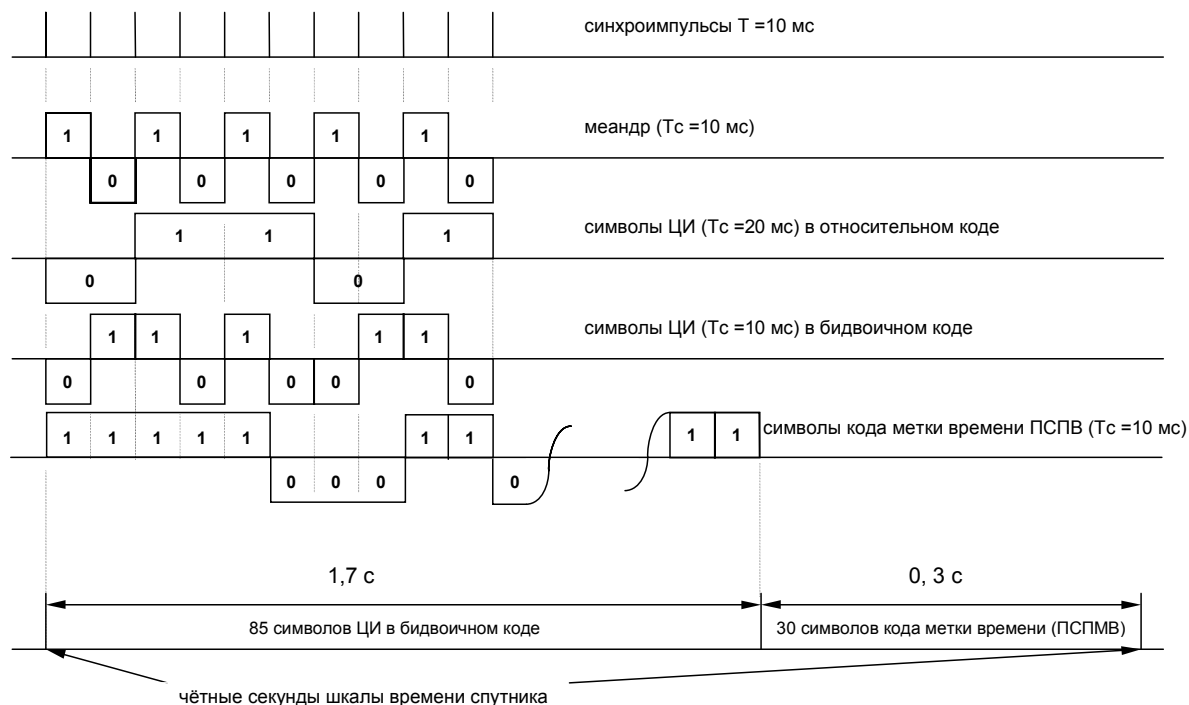 синхроимпульсы T =10 мс
меандр (Тс =10 мс)
1 1 1 1 1
0 0 0 0 0
символы ЦИ (Тс =20 мс) в относительном коде
1 1 1
0 0
символы ЦИ (Тс =10 мс) в бидвоичном коде
1 1 1 1 1
0 0 0 0 0
1 1 1 1 1 1 1 1 1 символы кода метки времени ПСПВ (Тс =10 мс)
0 0 0 0
1,7 с 0, 3 с
85 символов ЦИ в бидвоичном коде 30 символов кода метки времени (ПСПМВ)
чётные секунды шкалы времени спутника